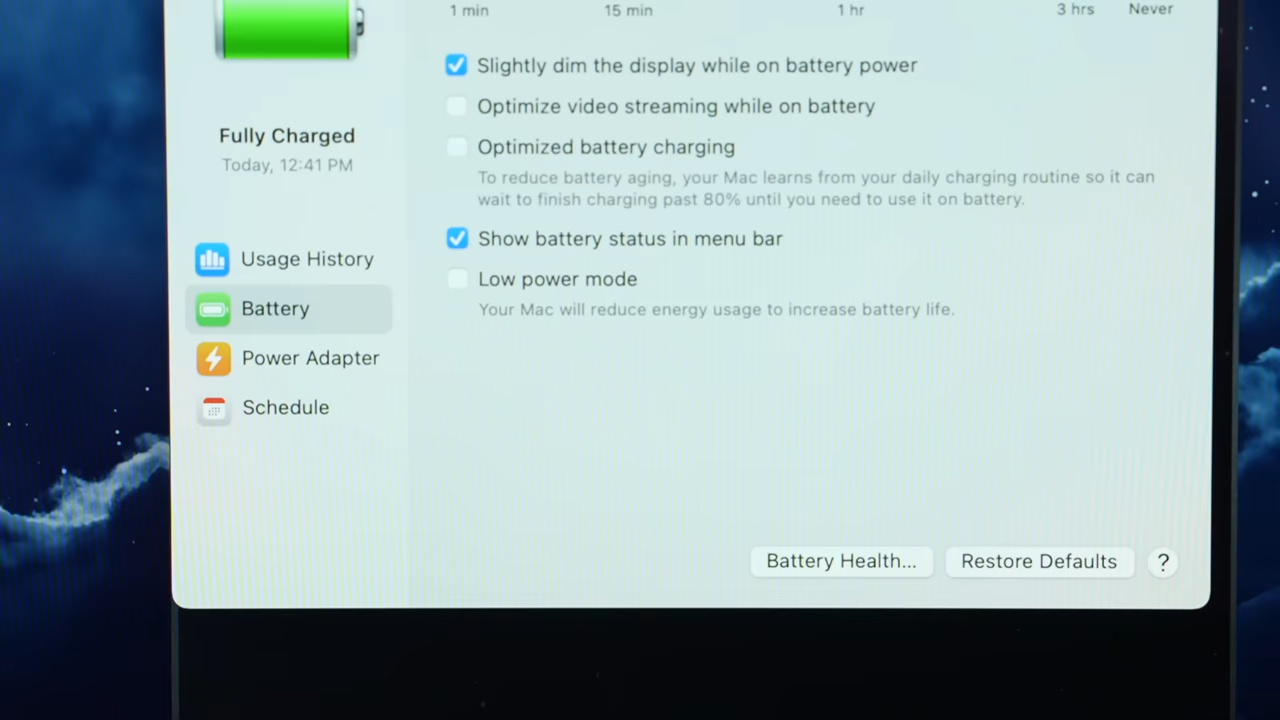 1 min 15 min 1 hr 3 hrs Never
Slightly dim the display while on battery power
Optimize video streaming while on battery
Optimized battery charging
To reduce battery aging, your Mac learns from your daily charging routine so it can
wait to finish charging past 80% until you need to use it on battery.
Show battery status in menu bar
Low power mode
Your Mac will reduce energy usage to increase battery life.
Fully Charged
Today, 12:41 PM
Usage History
Battery
Power Adapter
Schedule
Battery Health... Restore Defaults ?